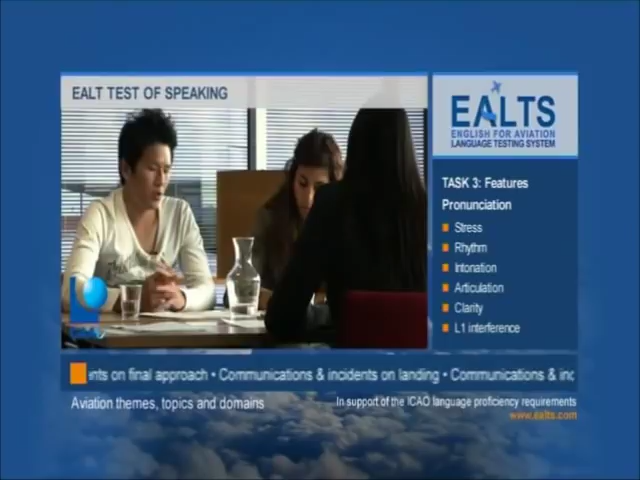 EALT TEST OF SPEAKING
EALTS
ENGLISH FOR AVIATION
LANGUAGE TESTING SYSTEM
TASK 3: Features
Pronunciation
Stress
Rhythm
Intonation
Articulation
Clarity
L1 interference
on final approach • Communications & incidents on landing • Communications &
Aviation themes, topics and domains
In support of the ICAO language proficiency requirements
www.ealts.com